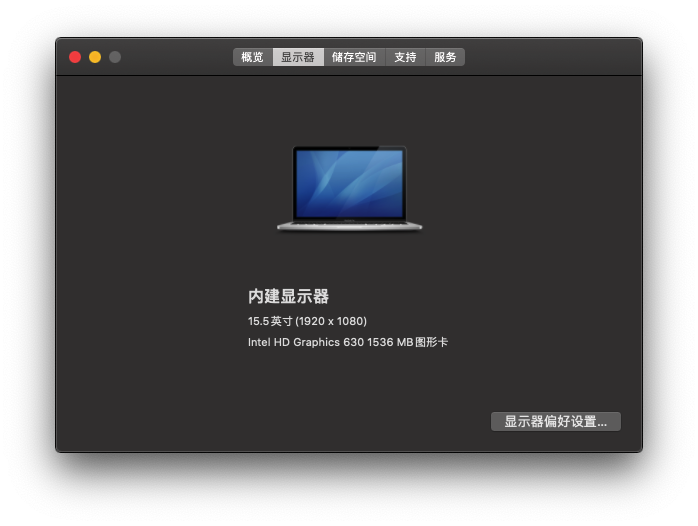 概览 显示器 储存空间 支持 服务
内建显示器
15.5英寸 (1920 x 1080)
Intel HD Graphics 630 1536 MB图形卡
显示器偏好设置...